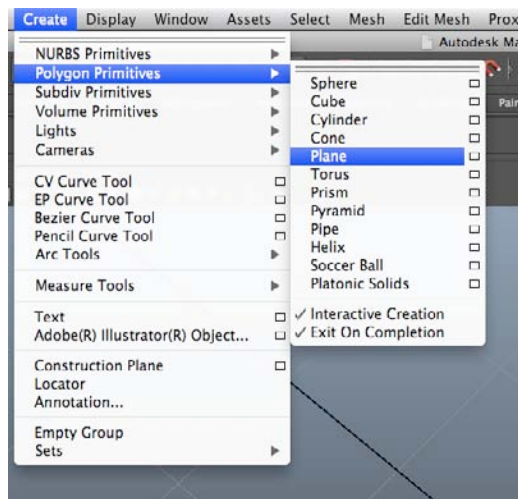 Create Display Window Assets Select Mesh Edit Mesh Prox
Autodesk Ma
NURBS Primitives
Polygon Primitives
Subdiv Primitives
Volume Primitives
Lights
Cameras
CV Curve Tool
EP Curve Tool
Bezier Curve Tool
Pencil Curve Tool
Arc Tools
Measure Tools
Text
Adobe(R) Illustrator(R) Object...
Construction Plane
Locator
Annotation...
Empty Group
Sets
Pain
Sphere
Cube
Cylinder
Cone
Plane
Torus
Prism
Pyramid
Pipe
Helix
Soccer Ball
Platonic Solids
✓ Interactive Creation
✓ Exit On Completion